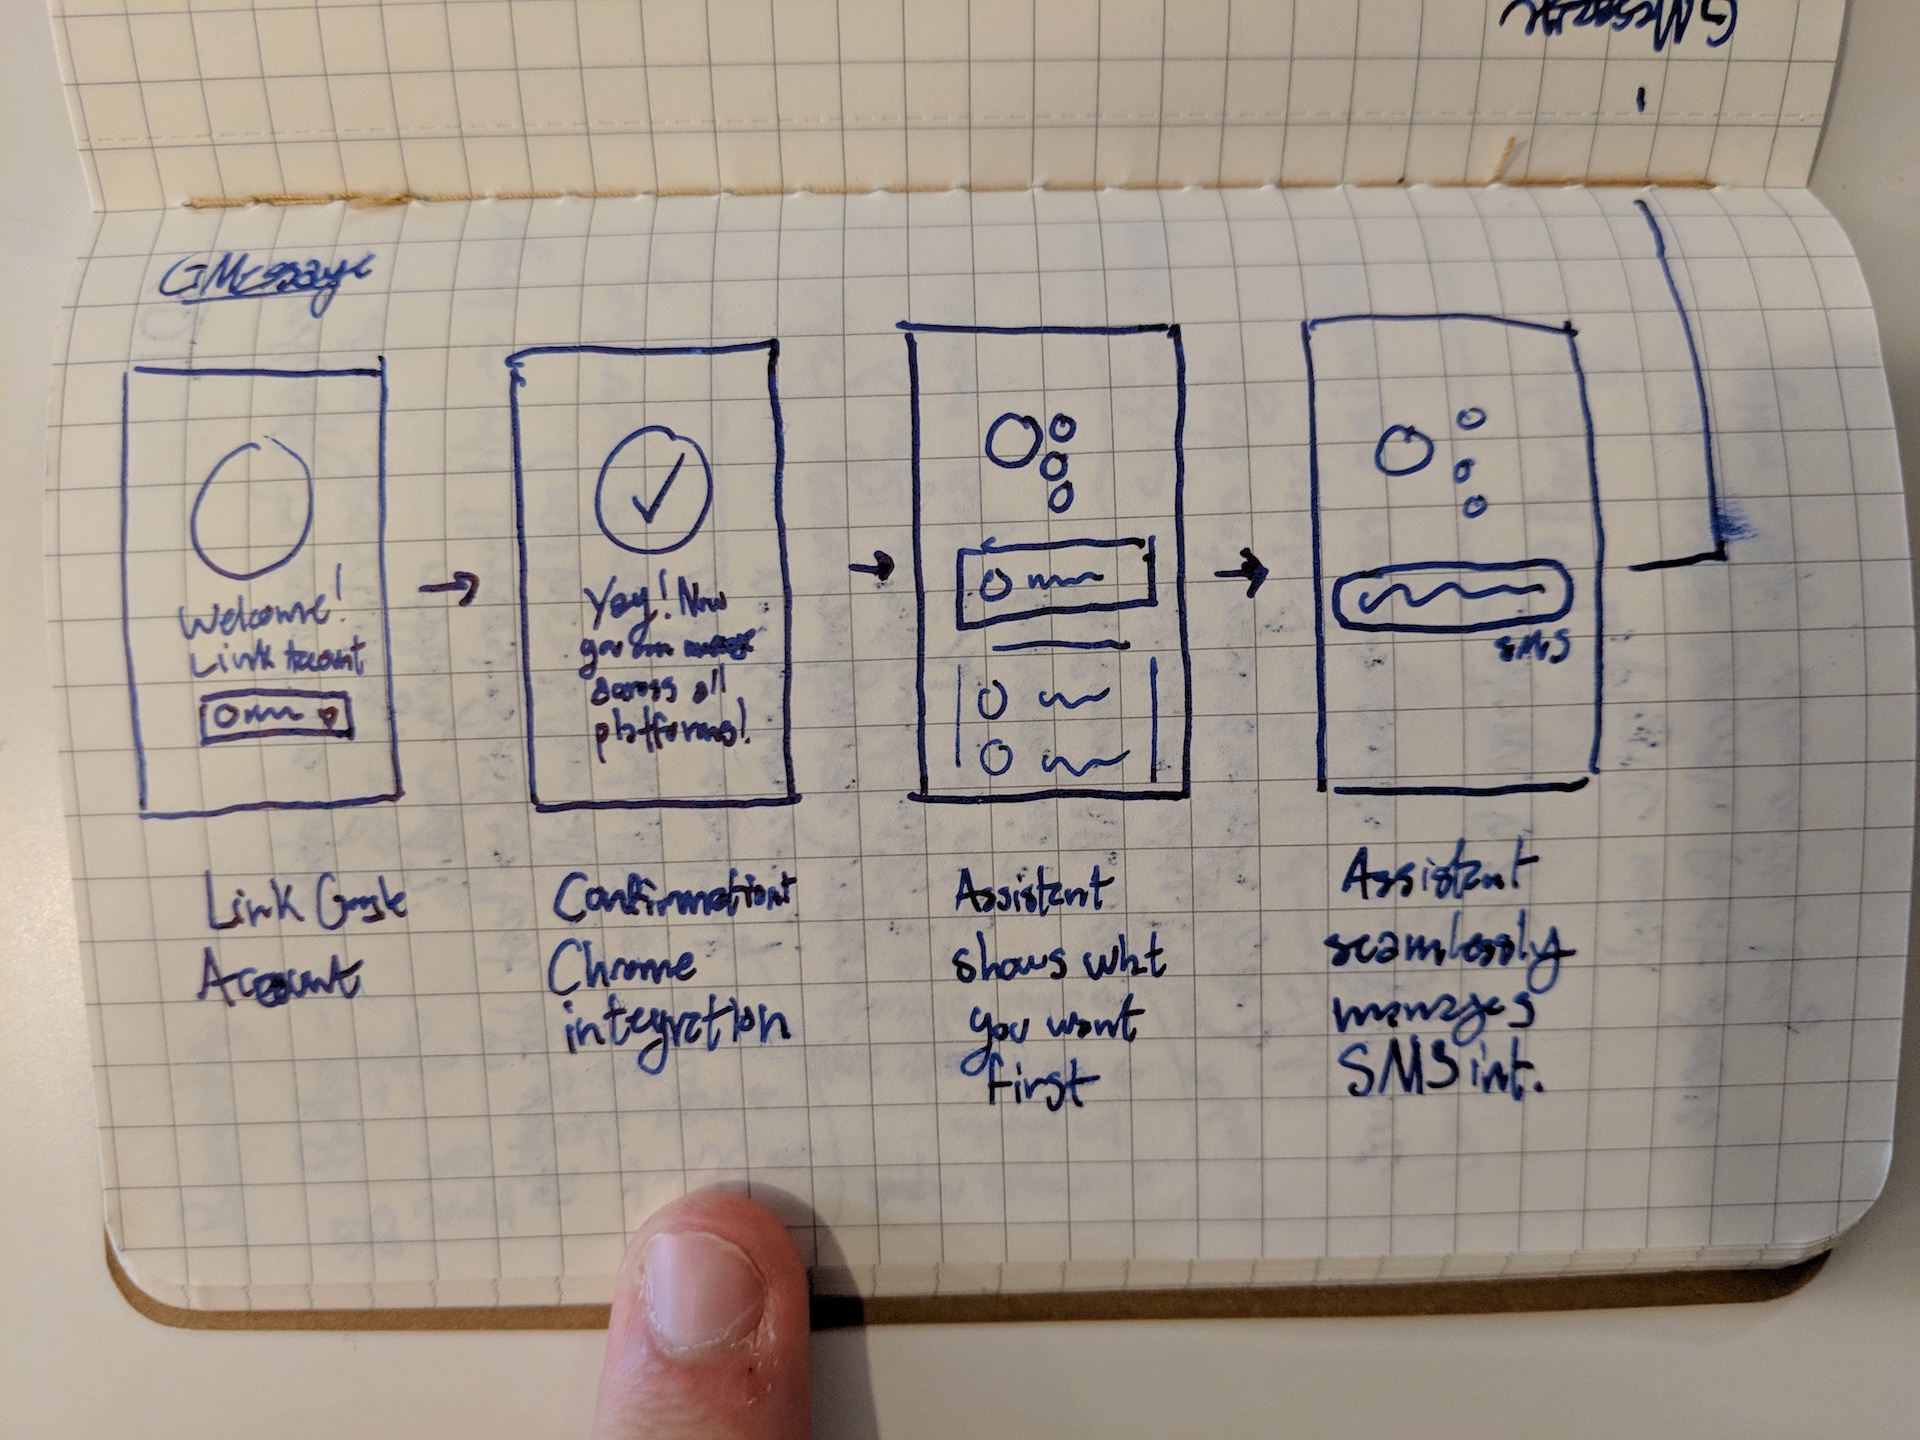 GMessage
GMessage
Welcome!
Link Account
Yay! Now
you can
across all
platforms!
SMS
Link Google
Account
Confirmation
Chrome
integration
Assistant
shows what
you want
first
Assistant
seamlessly
manages
SMS int.